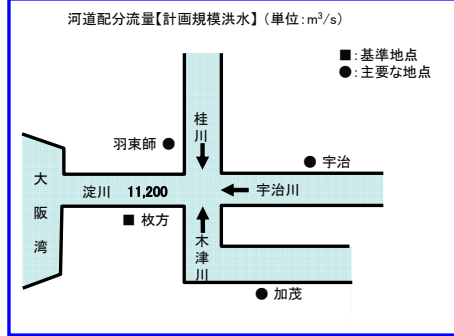 河道配分流量【計画規模洪水】(単位:m³/s)
■:基準地点
●:主要な地点
桂川
羽束師 ●
● 宇治
大阪湾
淀川 11,200
宇治川
■ 枚方
木津川
● 加茂